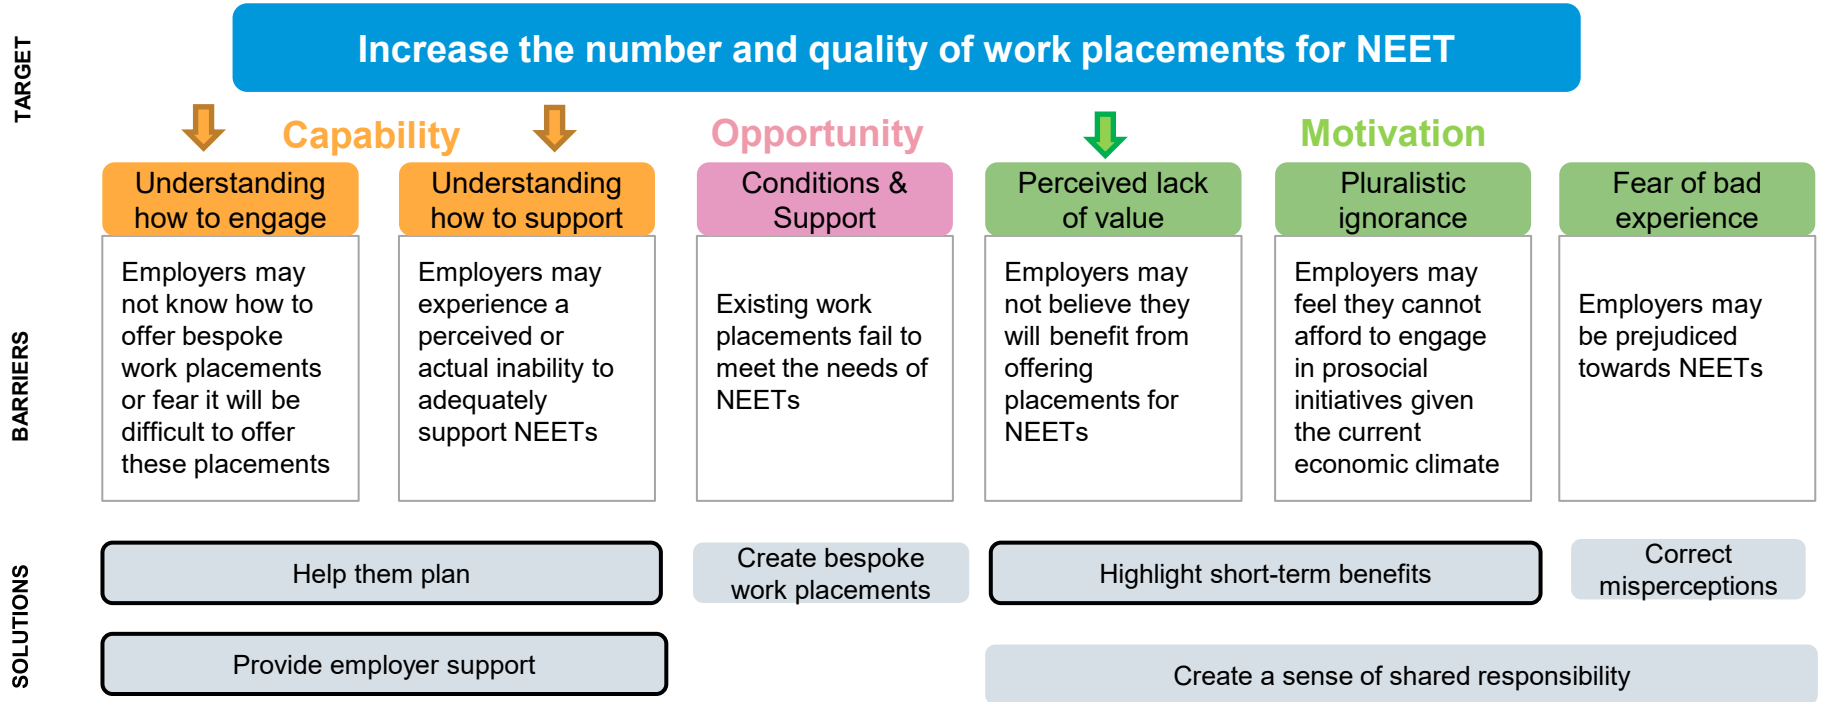 TARGET
Increase the number and quality of work placements for NEET
Capability
Opportunity
Motivation
BARRIERS
Understanding
how to engage
Employers may
not know how to
offer bespoke
work placements
or fear it will be
difficult to offer
these placements
Understanding
how to support
Employers may
experience a
perceived or
actual inability to
adequately
support NEETs
Conditions &
Support
Existing work
placements fail to
meet the needs of
NEETs
Perceived lack
of value
Employers may
not believe they
will benefit from
offering
placements for
NEETs
Pluralistic
ignorance
Employers may
feel they cannot
afford to engage
in prosocial
initiatives given
the current
economic climate
Fear of bad
experience
Employers may
be prejudiced
towards NEETs
SOLUTIONS
Help them plan
Create bespoke
work placements
Highlight short-term benefits
Correct
misperceptions
Provide employer support
Create a sense of shared responsibility